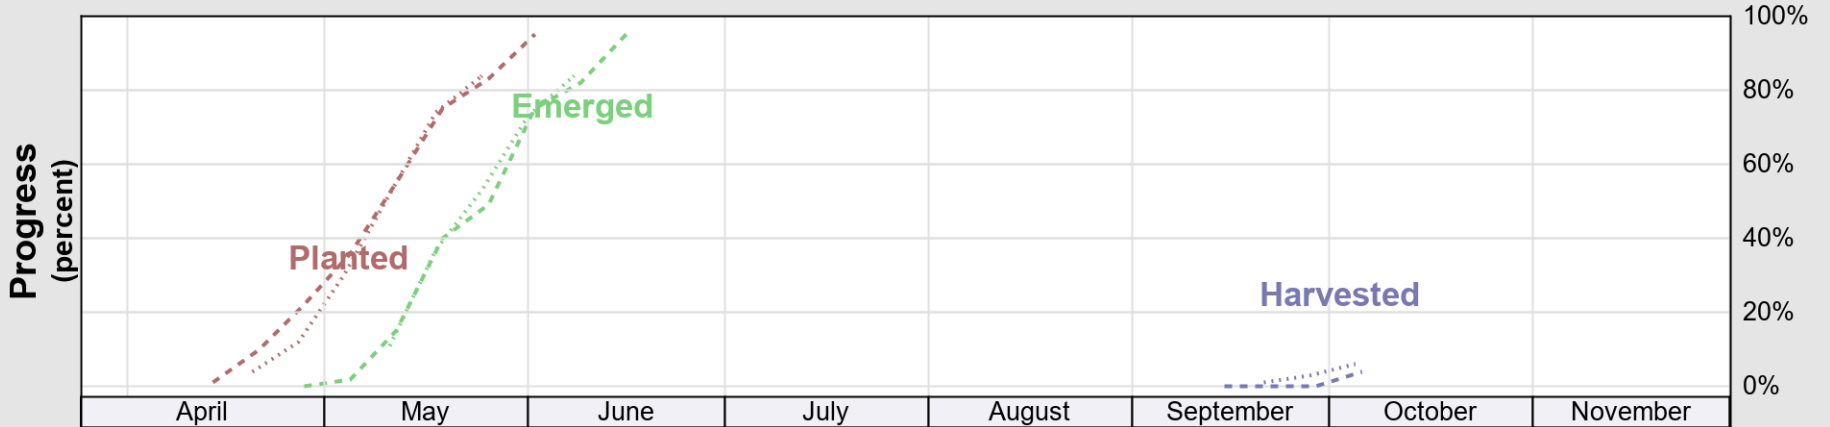 Progress
(percent)
100%
80%
60%
40%
20%
0%
Planted
Emerged
Harvested
April
May
June
July
August
September
October
November